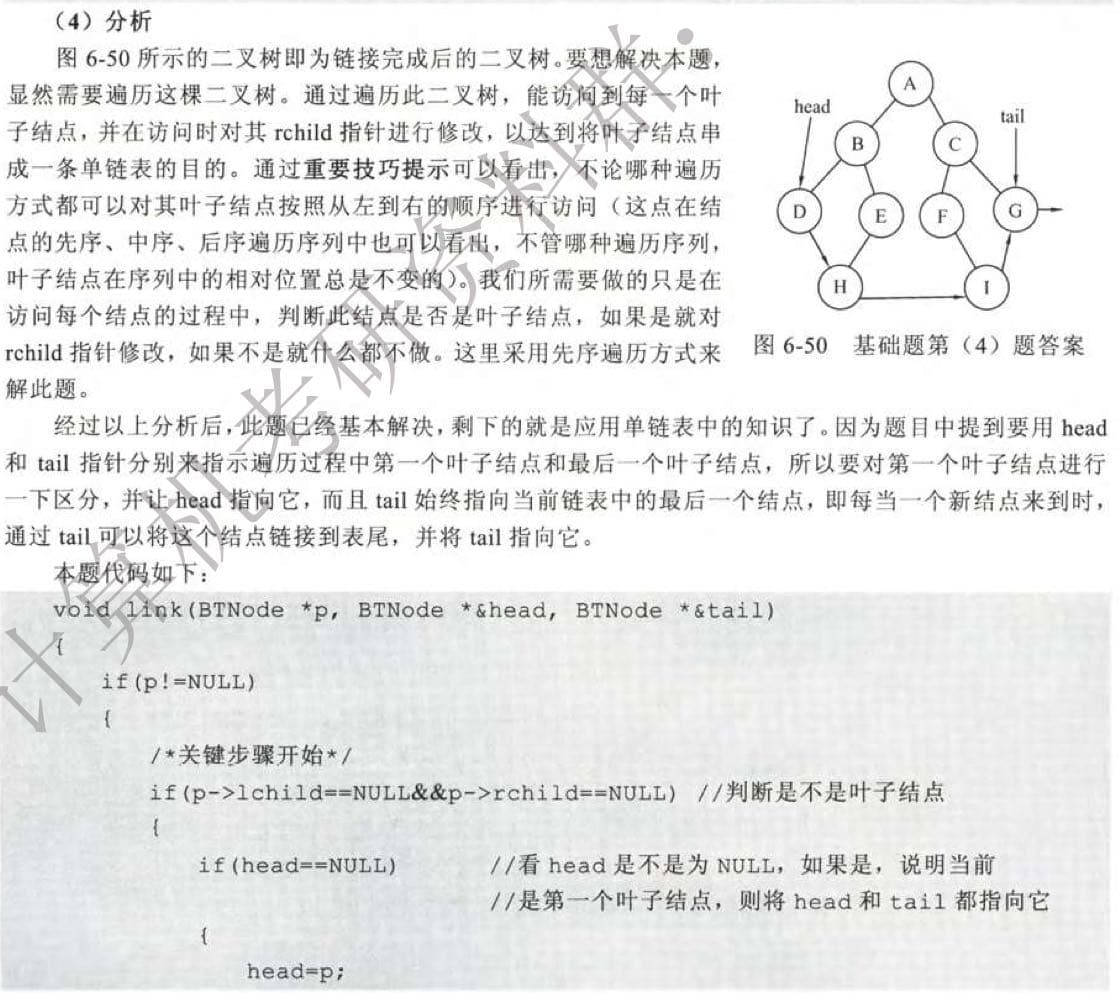 （4）分析
图 6-50 所示的二叉树即为链接完成后的二叉树。要想解决本题，
显然需要遍历这棵二叉树。通过遍历此二叉树，能访问到每一个叶
子结点，并在访问时对其 rchild 指针进行修改，以达到将叶子结点串
成一条单链表的目的。通过重要技巧提示可以看出，不论哪种遍历
方式都可以对其叶子结点按照从左到右的顺序进行访问（这点在结
点的先序、中序、后序遍历序列中也可以看出，不管哪种遍历序列，
叶子结点在序列中的相对位置总是不变的）。我们所需要做的只是在
访问每个结点的过程中，判断此结点是否是叶子结点，如果是就对
rchild 指针修改，如果不是就什么都不做。这里采用先序遍历方式来
解此题。
head
tail
A
B
C
D
E
F
G
H
I
图 6-50 基础题第（4）题答案
经过以上分析后，此题已经基本解决，剩下的就是应用单链表中的知识了。因为题目中提到要用 head
和 tail 指针分别来指示遍历过程中第一个叶子结点和最后一个叶子结点，所以要对第一个叶子结点进行
一下区分，并让 head 指向它，而且 tail 始终指向当前链表中的最后一个结点，即每当一个新结点来到时，
通过 tail 可以将这个结点链接到表尾，并将 tail 指向它。
本题代码如下：
void link(BTNode *p, BTNode *&head, BTNode *&tail)
{
if(p!=NULL)
{
/*关键步骤开始*/
if(p->lchild==NULL&&p->rchild==NULL) //判断是不是叶子结点
{
if(head==NULL) //看 head 是不是为 NULL，如果是，说明当前
//是第一个叶子结点，则将 head 和 tail 都指向它
{
head=p;
计算机考研资料群：